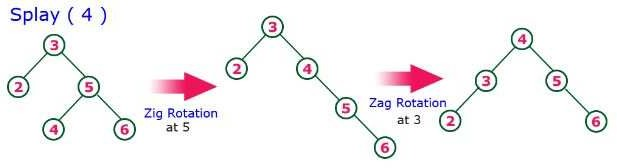 Splay ( 4 )
3
2 5
4 6
Zig Rotation
at 5
3
2 4
5
6
Zag Rotation
at 3
4
3 5
2 6